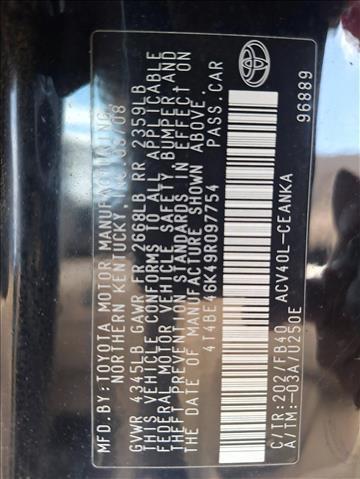 MFD. BY: TOYOTA MOTOR MANUFACTURING,
NORTHERN KENTUCKY, INC. 09/08
GVWR 4345LB GAWR FR 2668LB RR 2359LB
THIS VEHICLE CONFORMS TO ALL APPLICABLE
FEDERAL MOTOR VEHICLE SAFETY, BUMPER AND
THEFT PREVENTION STANDARDS IN EFFECT ON
THE DATE OF MANUFACTURE SHOWN ABOVE.
4T4BE46K49R097754 PASS. CAR
C/TR: 202/FB40 ACV40L-CEANKA
A/TM: -03A/U250E
TOYOTA
96889